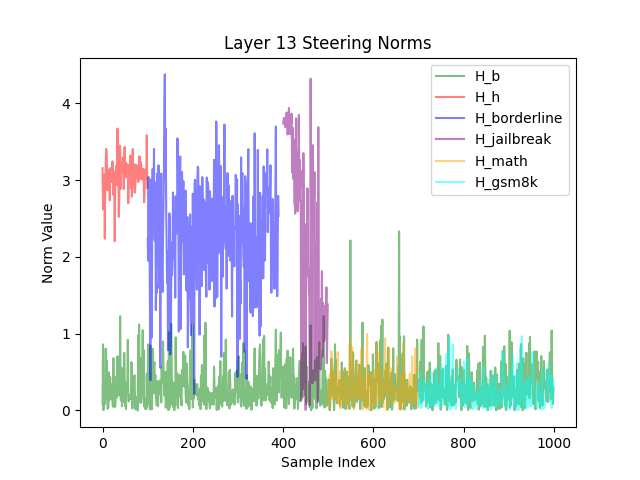 Layer 13 Steering Norms
H_b
H_h
H_borderline
H_jailbreak
H_math
H_gsm8k
4
3
2
1
0
Norm Value
0
200
400
600
800
1000
Sample Index